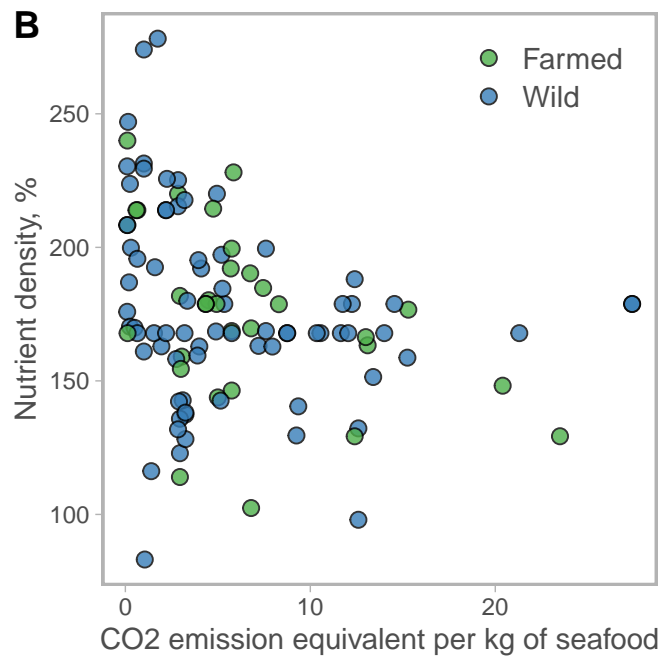 B
Farmed
Wild
250
200
150
100
Nutrient density, %
0 10 20
CO2 emission equivalent per kg of seafood